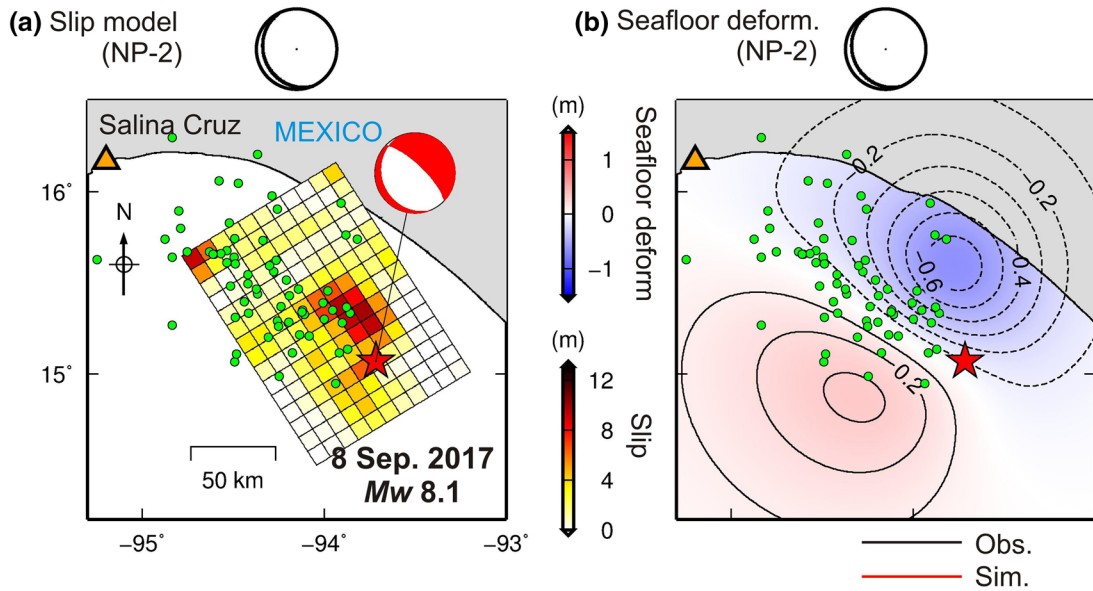 (a) Slip model
(NP-2)
(b) Seafloor deform.
(NP-2)
Salina Cruz
MEXICO
N
50 km
8 Sep. 2017
Mw 8.1
16˚
15˚
−95˚
−94˚
−93˚
(m)
1
0
−1
Seafloor deform
(m)
12
8
4
0
Slip
−0.2
−0.2
−0.4
−0.6
0.2
Obs.
Sim.